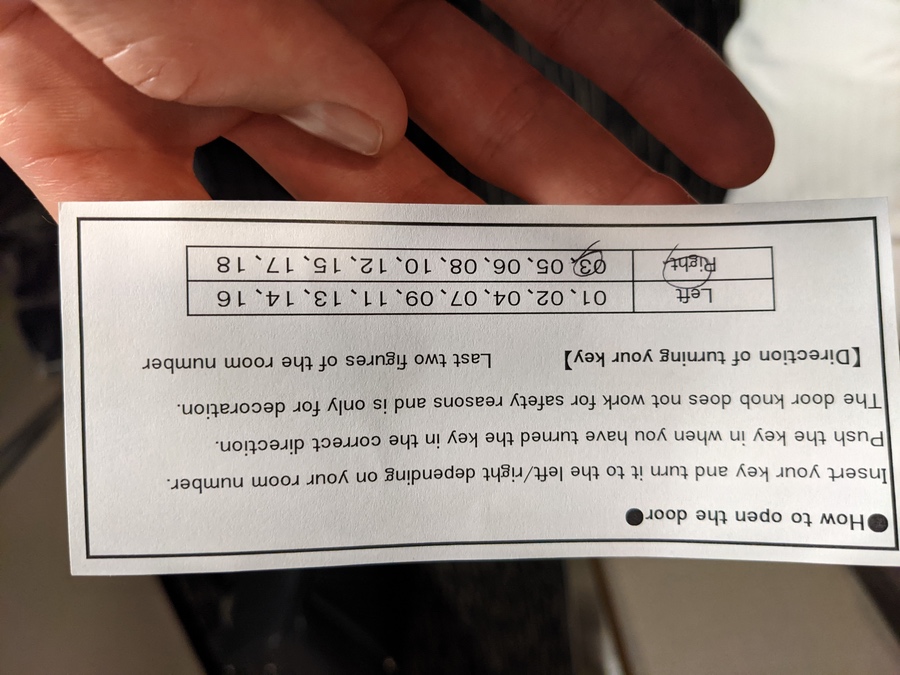 ●How to open the door●
Insert your key and turn it to the left/right depending on your room number.
Push the key in when you have turned the key in the correct direction.
The door knob does not work for safety reasons and is only for decoration.
【Direction of turning your key】 Last two figures of the room number
Left 01、02、04、07、09、11、13、14、16
Right 03、05、06、08、10、12、15、17、18